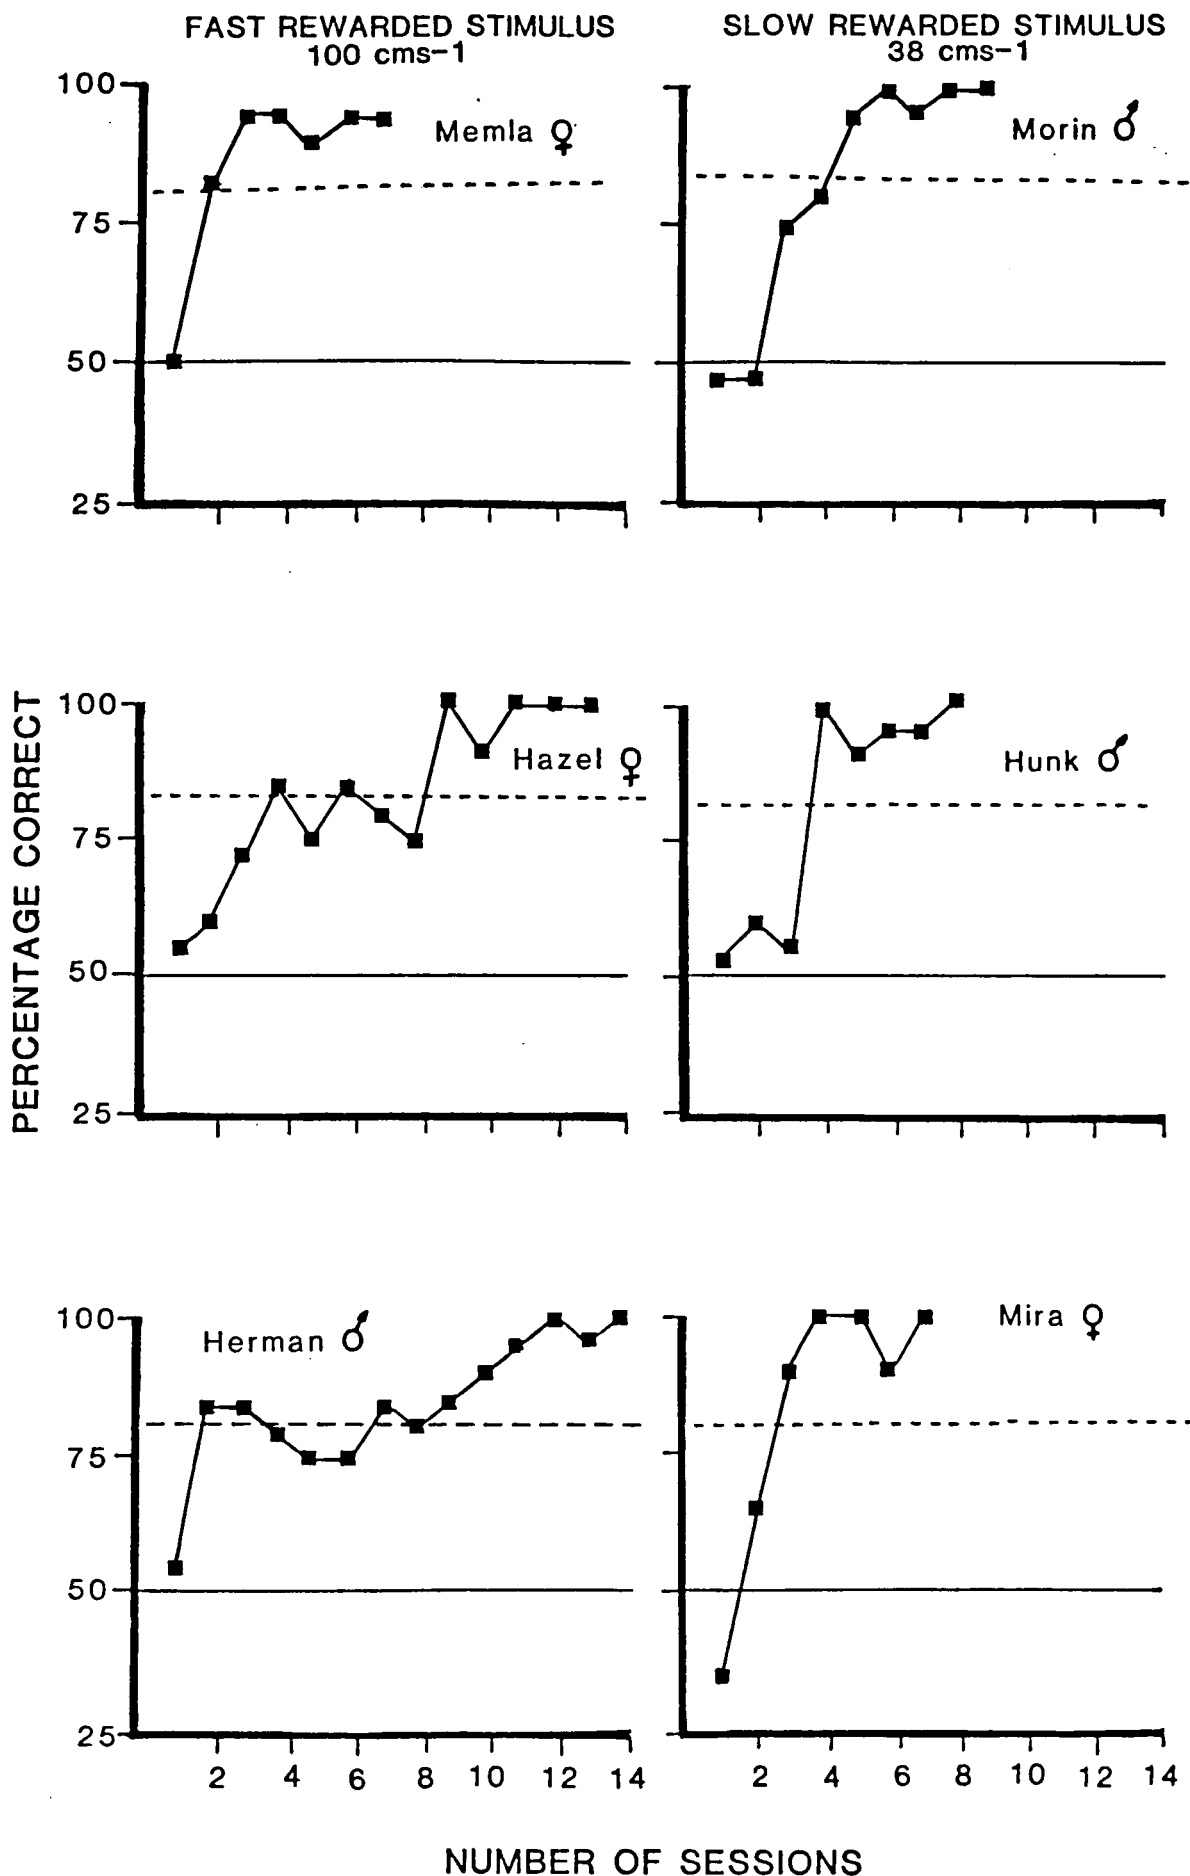 FAST REWARDED STIMULUS
100 cms-1
SLOW REWARDED STIMULUS
38 cms-1
100
75
50
25
Memla ♀
Morin ♂
PERCENTAGE CORRECT
100
75
50
25
Hazel ♀
Hunk ♂
100
75
50
25
Herman ♂
Mira ♀
2 4 6 8 10 12 14
2 4 6 8 10 12 14
NUMBER OF SESSIONS